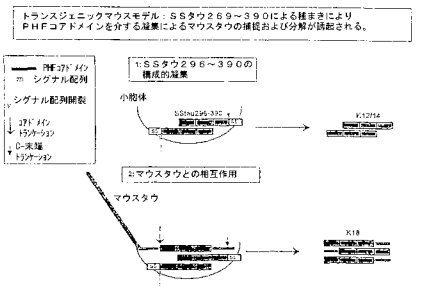 トランスジェニックマウスモデル：ＳＳタウ２６９～３９０による種まきにより
ＰＨＦコアドメインを介する凝集によるマウスタウの捕捉および分解が誘起される。
PHFコアドメイン
シグナル配列
シグナル配列開裂
コアドメイン
トランケーション
C-末端
トランケーション
1:ＳＳタウ２９６～３９０の
構成的凝集
小胞体
SStau296-390
K12/14
2:マウスタウとの相互作用
マウスタウ
K18